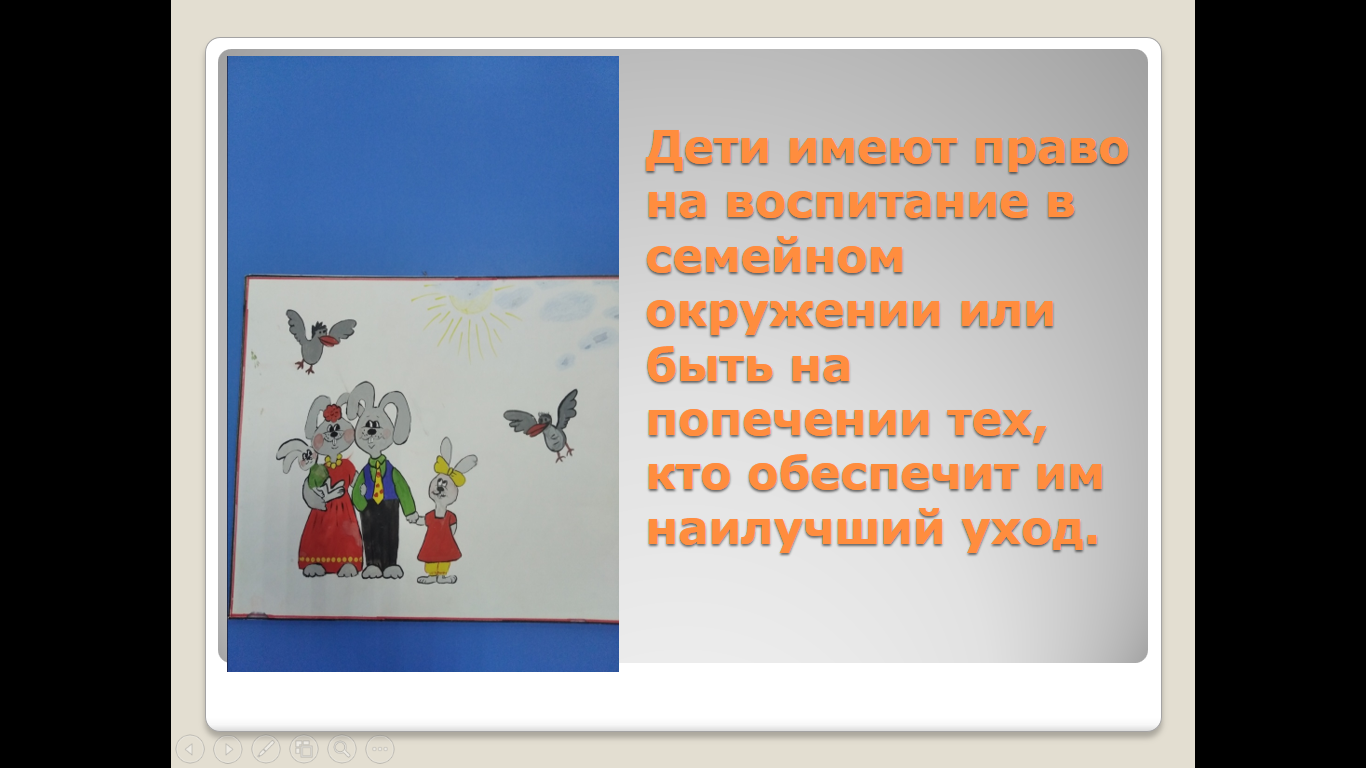 Дети имеют право
на воспитание в
семейном
окружении или
быть на
попечении тех,
кто обеспечит им
наилучший уход.